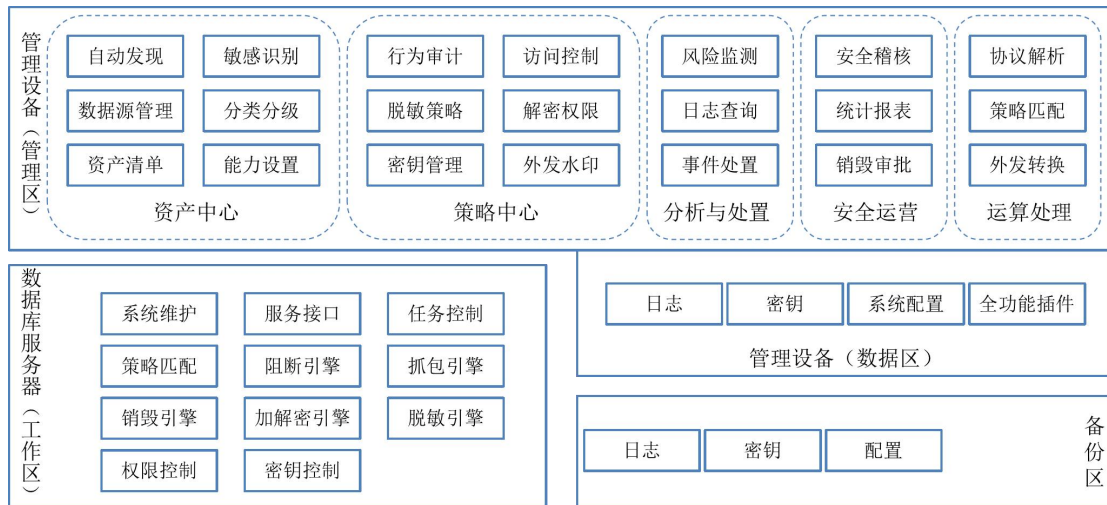 管理设备（管理区）
自动发现 敏感识别
数据源管理 分类分级
资产清单 能力设置
资产中心
行为审计 访问控制
脱敏策略 解密权限
密钥管理 外发水印
策略中心
风险监测
日志查询
事件处置
分析与处置
安全稽核
统计报表
销毁审批
安全运营
协议解析
策略匹配
外发转换
运算处理
数据库服务器（工作区）
系统维护 服务接口 任务控制
策略匹配 阻断引擎 抓包引擎
销毁引擎 加解密引擎 脱敏引擎
权限控制 密钥控制
日志 密钥 系统配置 全功能插件
管理设备（数据区）
日志 密钥 配置
备份区